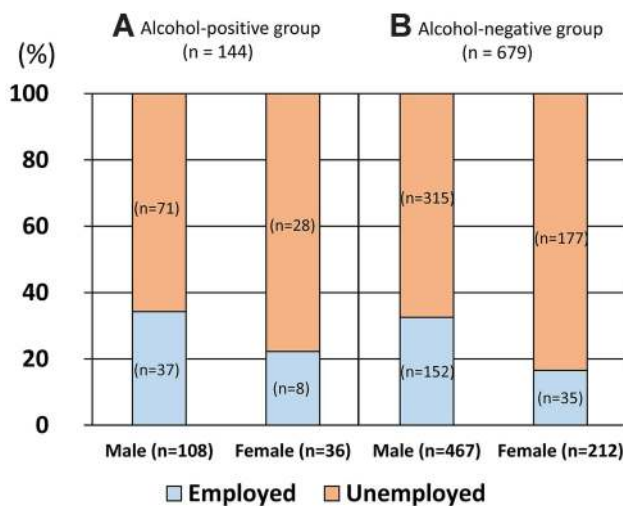 A Alcohol-positive group
(n = 144)
B Alcohol-negative group
(n = 679)
(%)
100
80
60
40
20
0
(n=71)
(n=28)
(n=315)
(n=177)
(n=37)
(n=8)
(n=152)
(n=35)
Male (n=108) Female (n=36) Male (n=467) Female (n=212)
Employed Unemployed